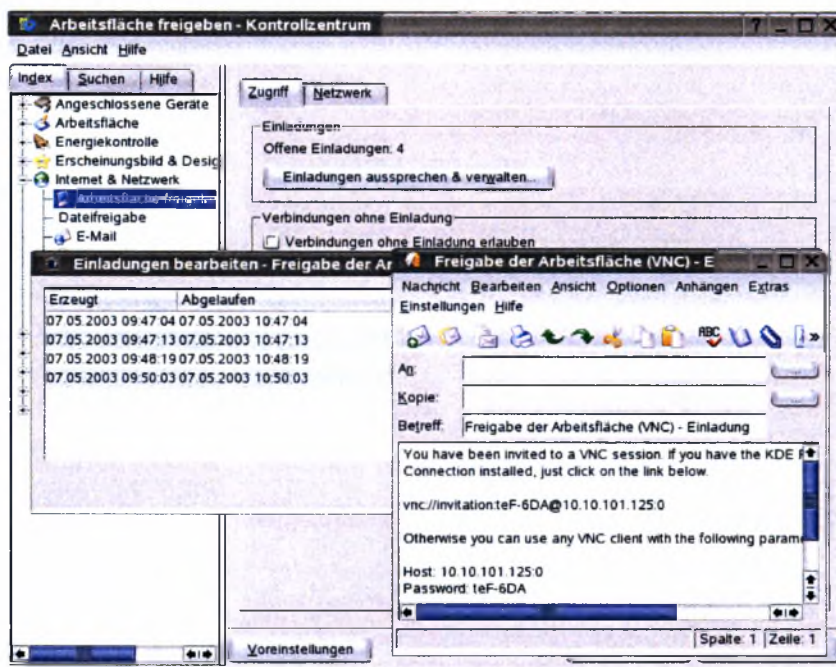 Arbeitsfläche freigeben - Kontrollzentrum
Datei Ansicht Hilfe
Index Suchen Hilfe
Angeschlossene Geräte
Arbeitsfläche
Energiekontrolle
Erscheinungsbild & Desig
Internet & Netzwerk
Arbeitsfläche freigeben
Dateifreigabe
E-Mail
Zugriff Netzwerk
Einladungen
Offene Einladungen: 4
Einladungen aussprechen & verwalten...
Verbindungen ohne Einladung
Verbindungen ohne Einladung erlauben
Einladungen bearbeiten - Freigabe der Ar
Erzeugt Abgelaufen
07.05.2003 09:47:04 07.05.2003 10:47:04
07.05.2003 09:47:13 07.05.2003 10:47:13
07.05.2003 09:48:19 07.05.2003 10:48:19
07.05.2003 09:50:03 07.05.2003 10:50:03
Freigabe der Arbeitsfläche (VNC) - E
Nachricht Bearbeiten Ansicht Optionen Anhängen Extras
Einstellungen Hilfe
ABC
An:
Kopie:
Betreff: Freigabe der Arbeitsfläche (VNC) - Einladung
You have been invited to a VNC session. If you have the KDE
Connection installed, just click on the link below.
vnc://invitation:teF-6DA@10.10.101.125:0
Otherwise you can use any VNC client with the following parame
Host: 10.10.101.125:0
Password: teF-6DA
Spalte: 1 Zeile: 1
Voreinstellungen